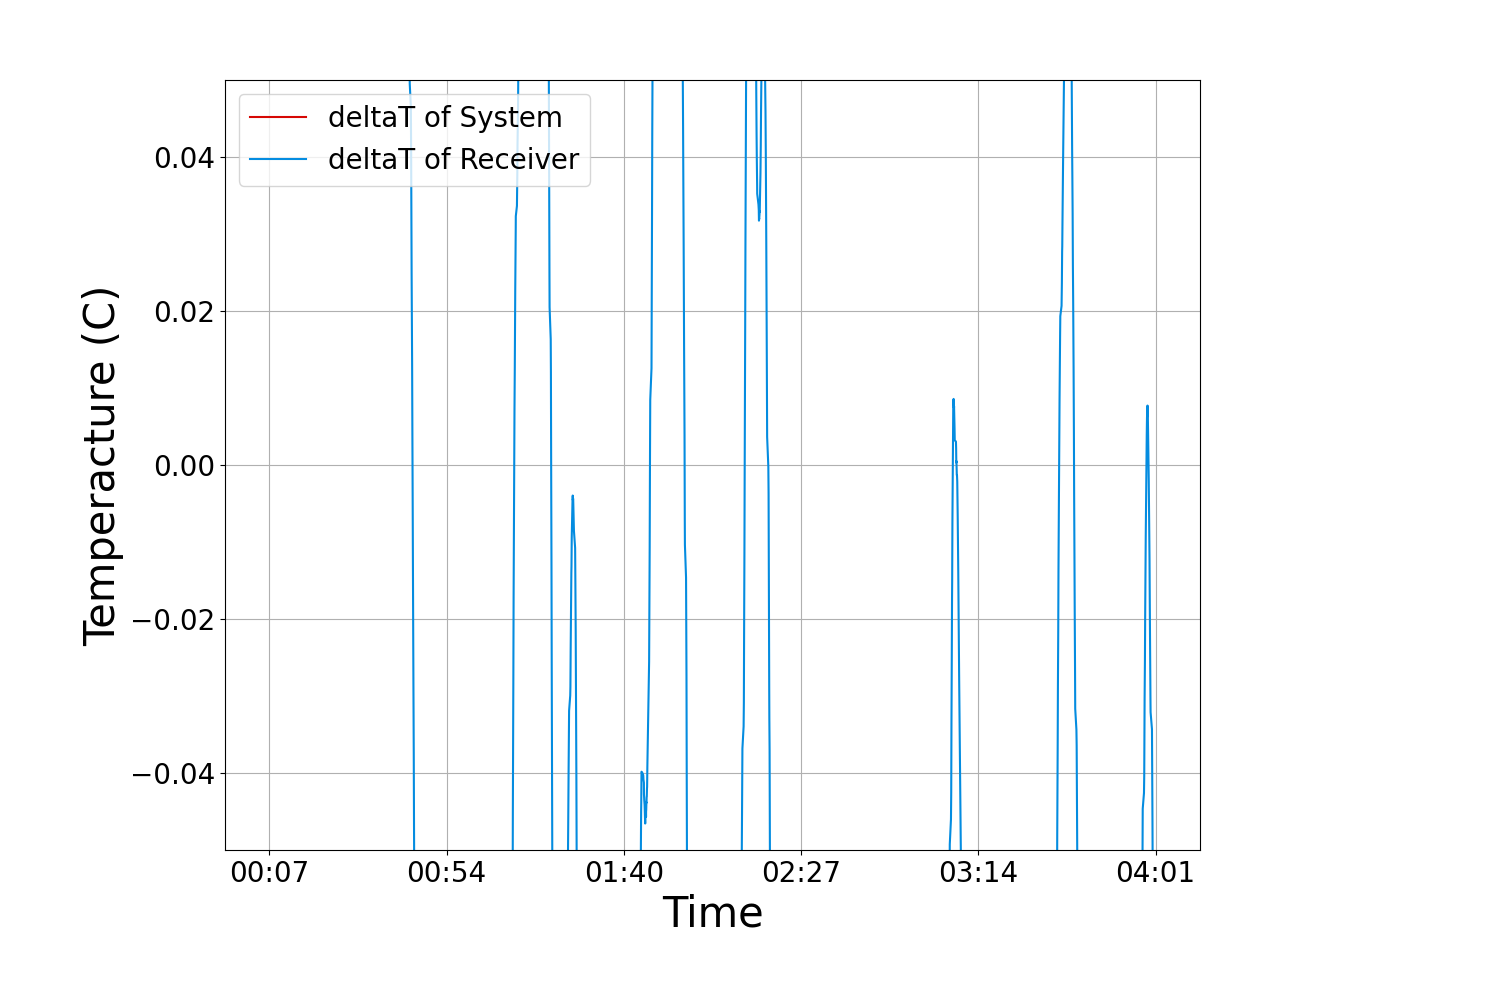 deltaT of System
deltaT of Receiver
0.04
0.02
0.00
−0.02
−0.04
Temperacture (C)
00:07 00:54 01:40 02:27 03:14 04:01
Time